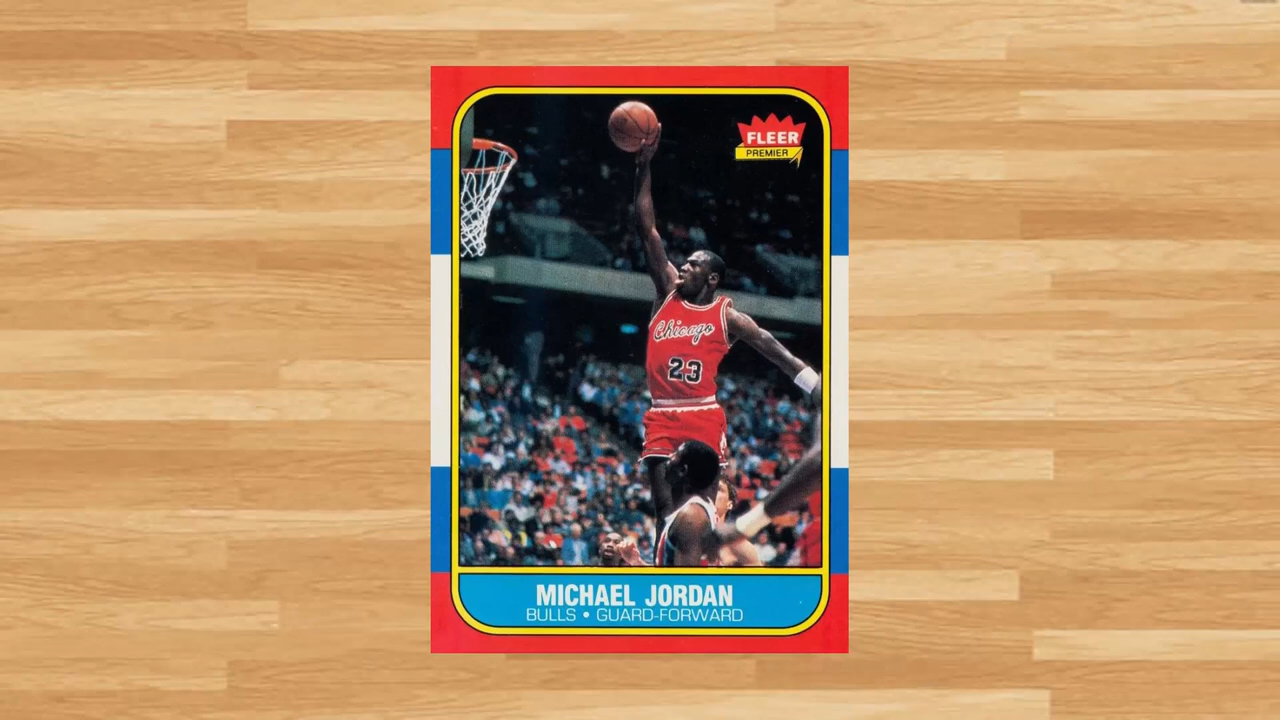 FLEER
PREMIER
Chicago
23
MICHAEL JORDAN
BULLS • GUARD-FORWARD